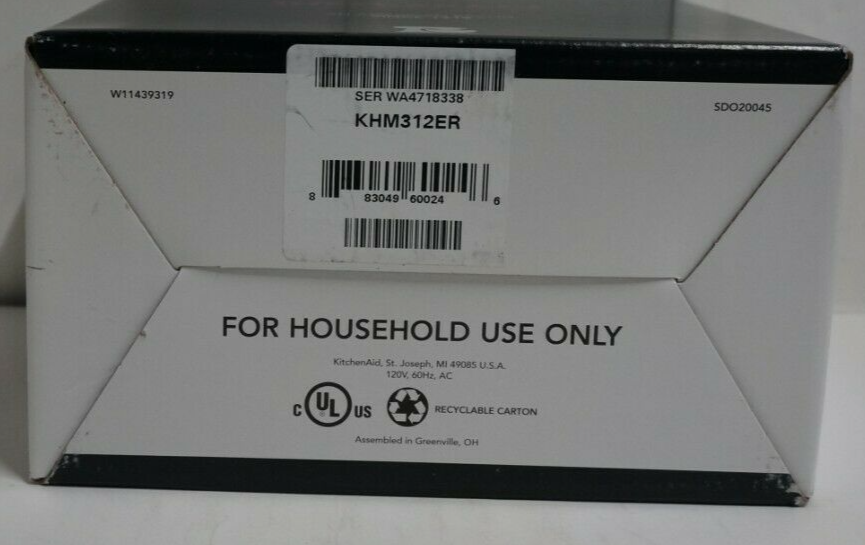 W11439319
SER WA4718338
KHM312ER
SDO20045
8 83049 60024 6
FOR HOUSEHOLD USE ONLY
KitchenAid, St. Joseph, MI 49085 U.S.A.
120V, 60Hz, AC
C UL US RECYCLABLE CARTON
Assembled in Greenville, OH